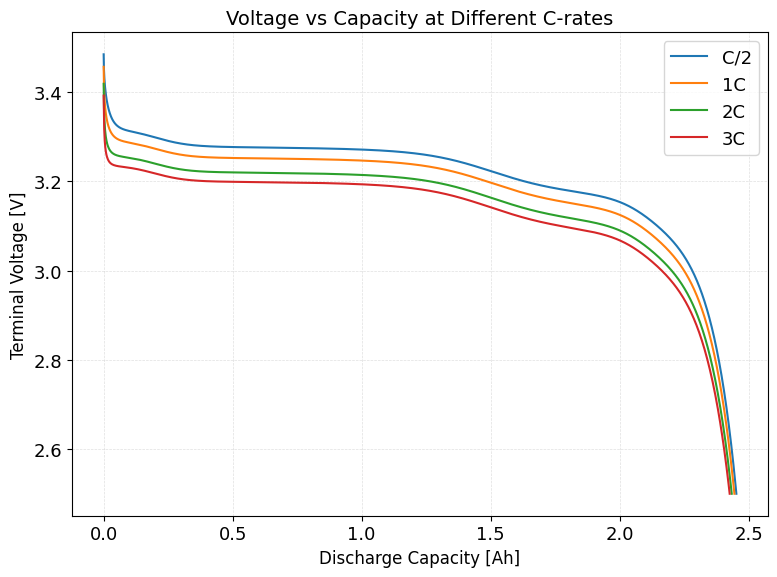 Voltage vs Capacity at Different C-rates
C/2
1C
2C
3C
3.4
3.2
3.0
2.8
2.6
Terminal Voltage [V]
0.0 0.5 1.0 1.5 2.0 2.5
Discharge Capacity [Ah]